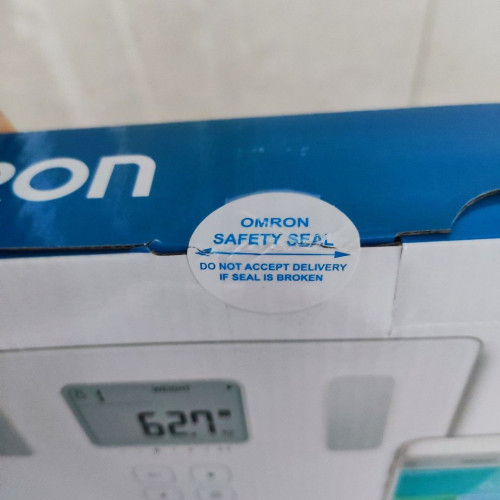 RON
OMRON
SAFETY SEAL
DO NOT ACCEPT DELIVERY
IF SEAL IS BROKEN
WEIGHT
62.7